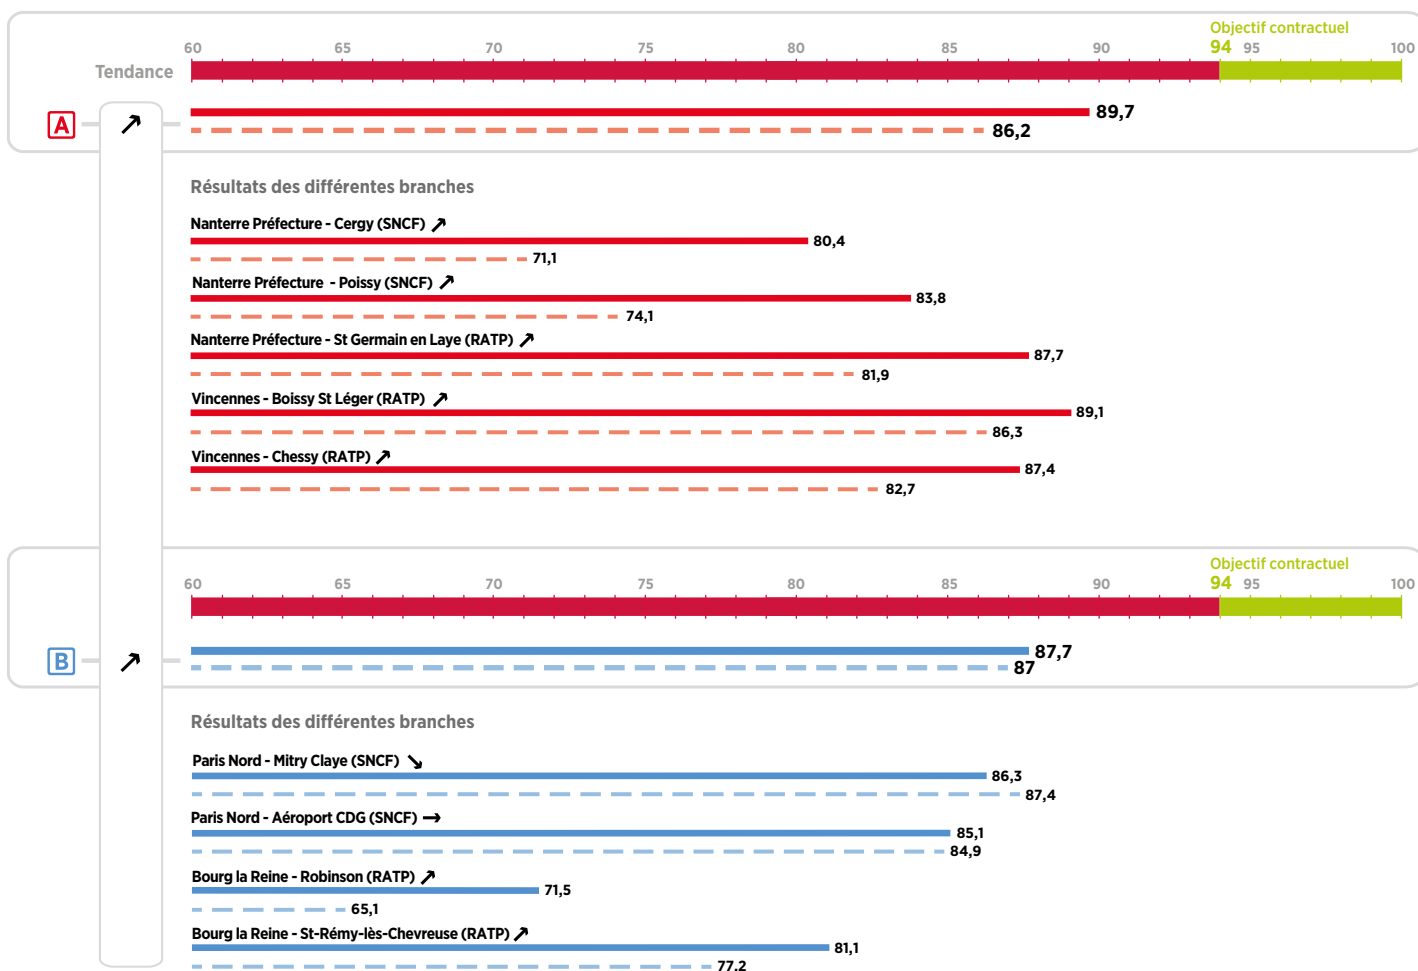 Objectif contractuel
60 65 70 75 80 85 90 94 95 100
Tendance
A
89,7
86,2
Résultats des différentes branches
Nanterre Préfecture - Cergy (SNCF)
80,4
71,1
Nanterre Préfecture - Poissy (SNCF)
83,8
74,1
Nanterre Préfecture - St Germain en Laye (RATP)
87,7
81,9
Vincennes - Boissy St Léger (RATP)
89,1
86,3
Vincennes - Chessy (RATP)
87,4
82,7
Objectif contractuel
60 65 70 75 80 85 90 94 95 100
B
87,7
87
Résultats des différentes branches
Paris Nord - Mitry Claye (SNCF)
86,3
87,4
Paris Nord - Aéroport CDG (SNCF)
85,1
84,9
Bourg la Reine - Robinson (RATP)
71,5
65,1
Bourg la Reine - St-Rémy-lès-Chevreuse (RATP)
81,1
77,2